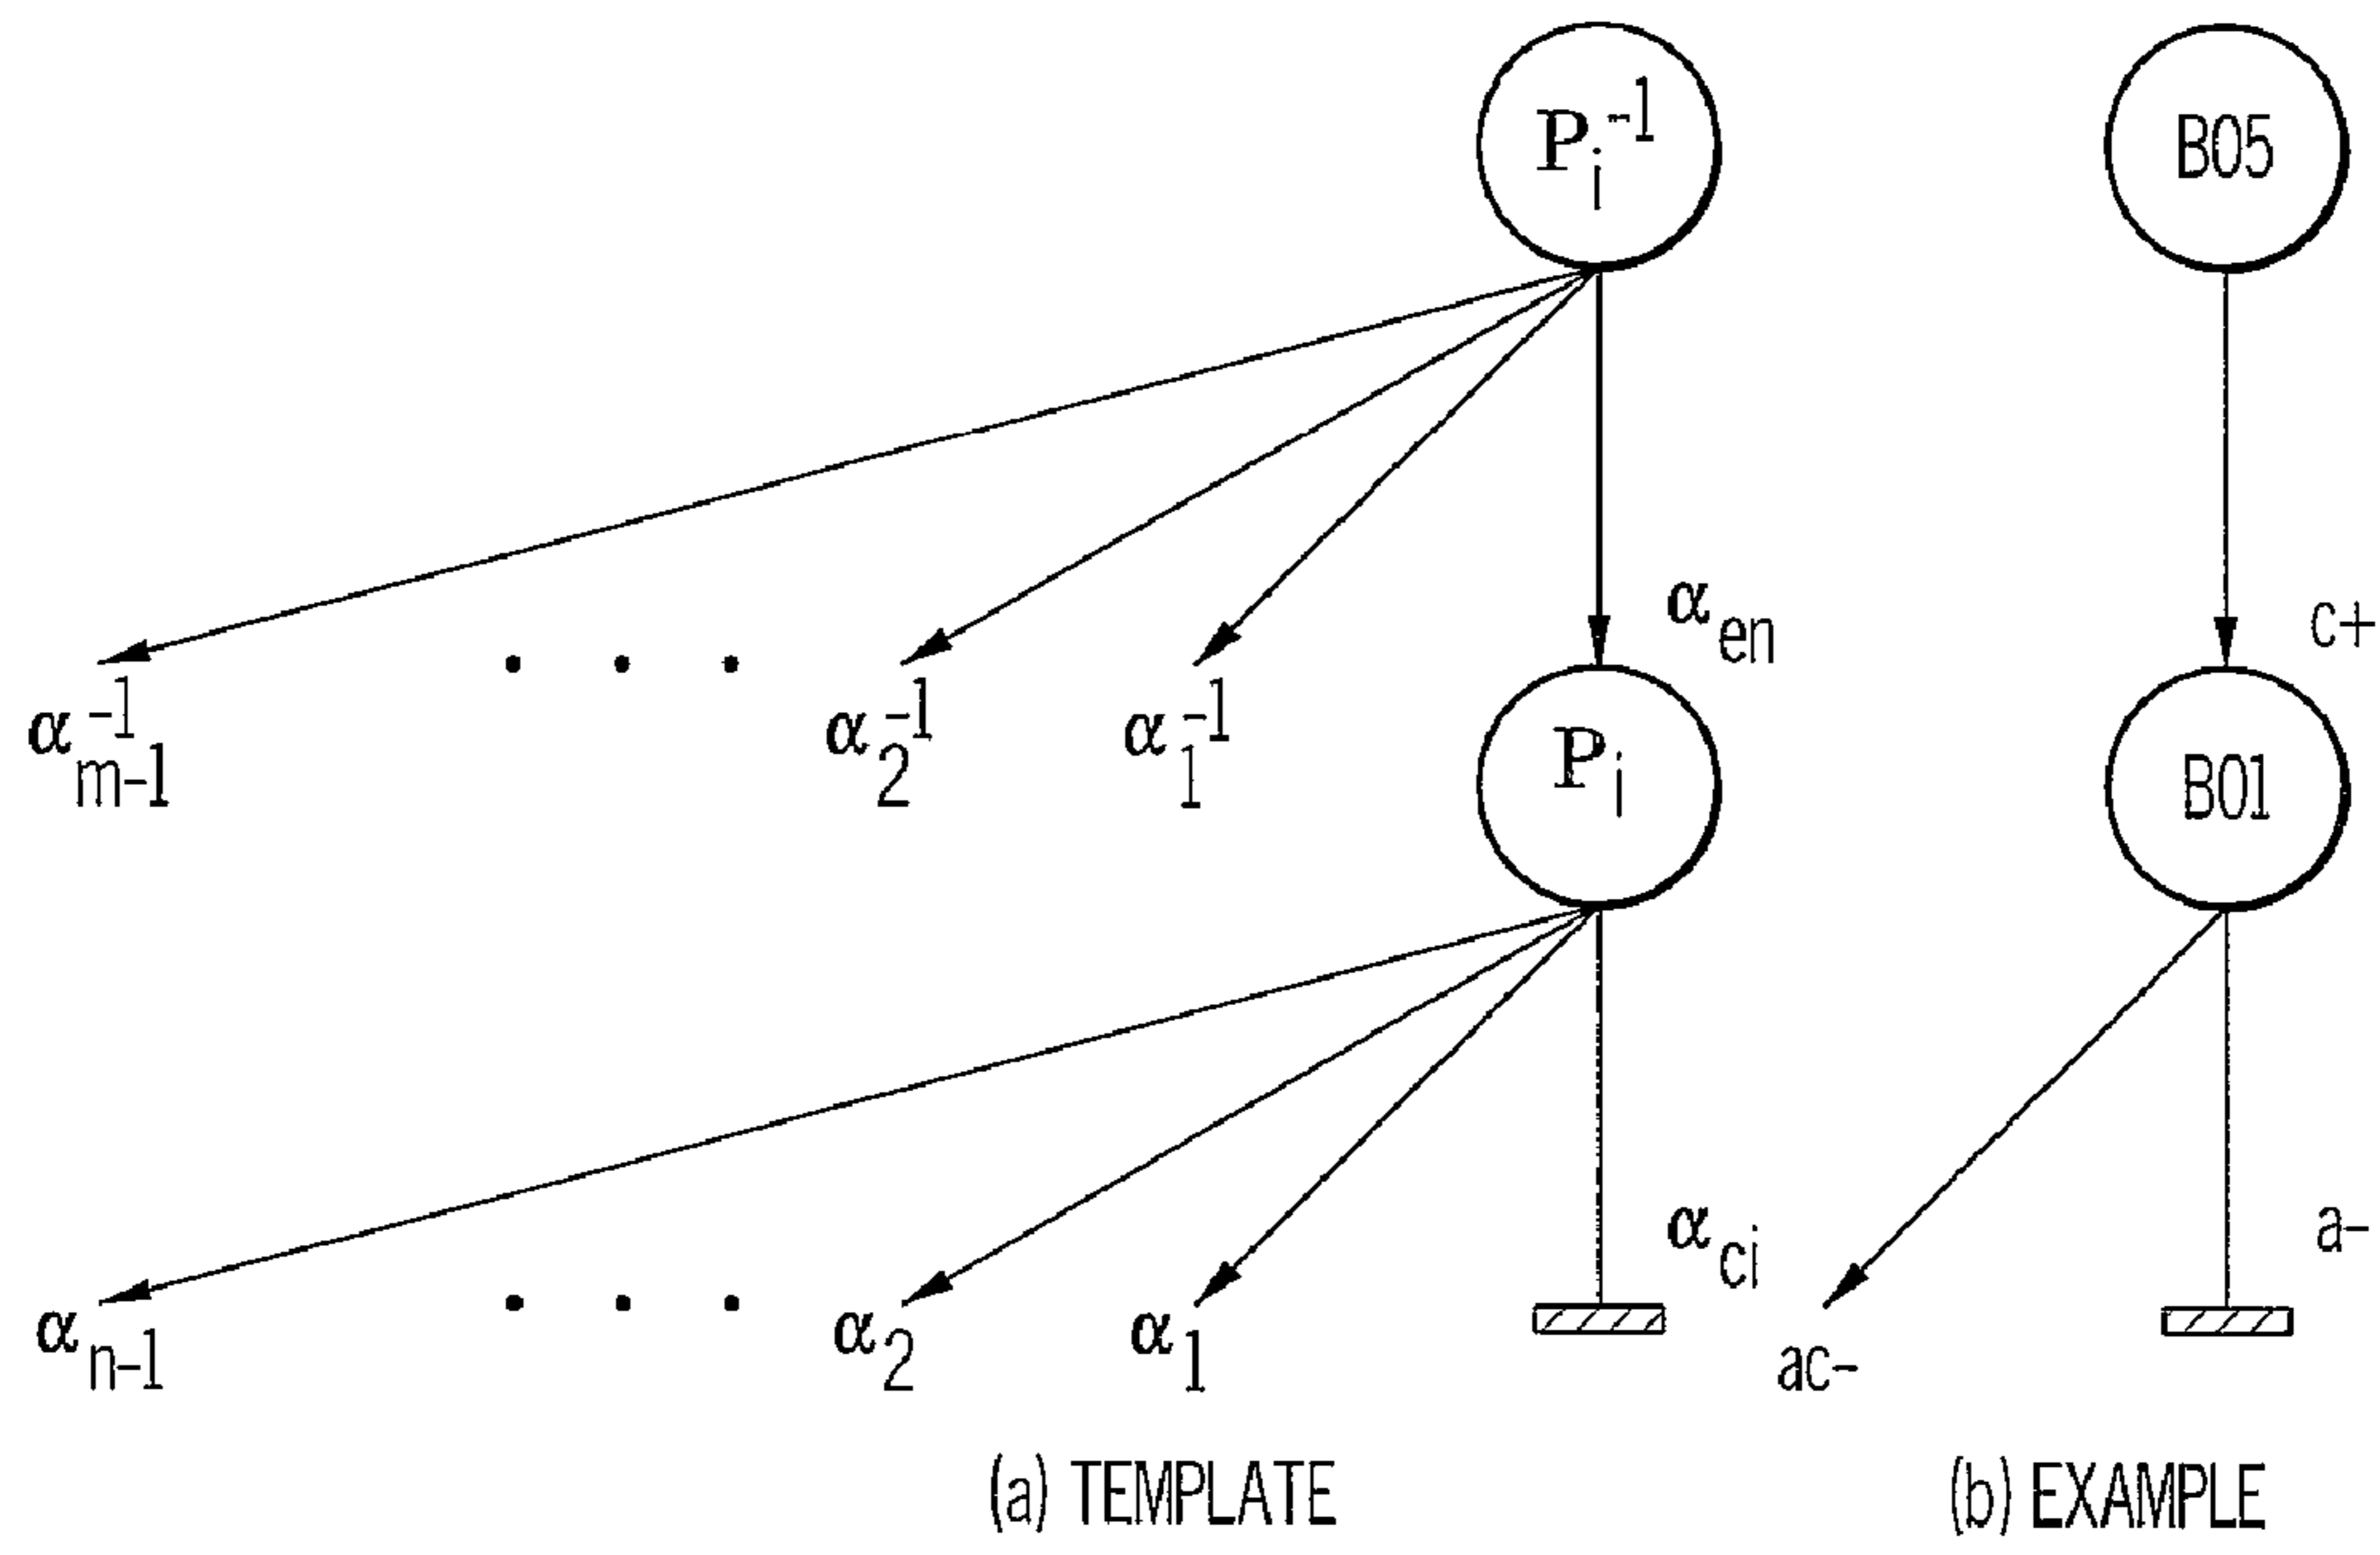 P_i^-1 B05
α_en c+
α_m-1^-1 . . . α_2^-1 α_1^-1 P_i B01
α_ci a-
α_n-1 . . . α_2 α_1 ac-
(a) TEMPLATE (b) EXAMPLE